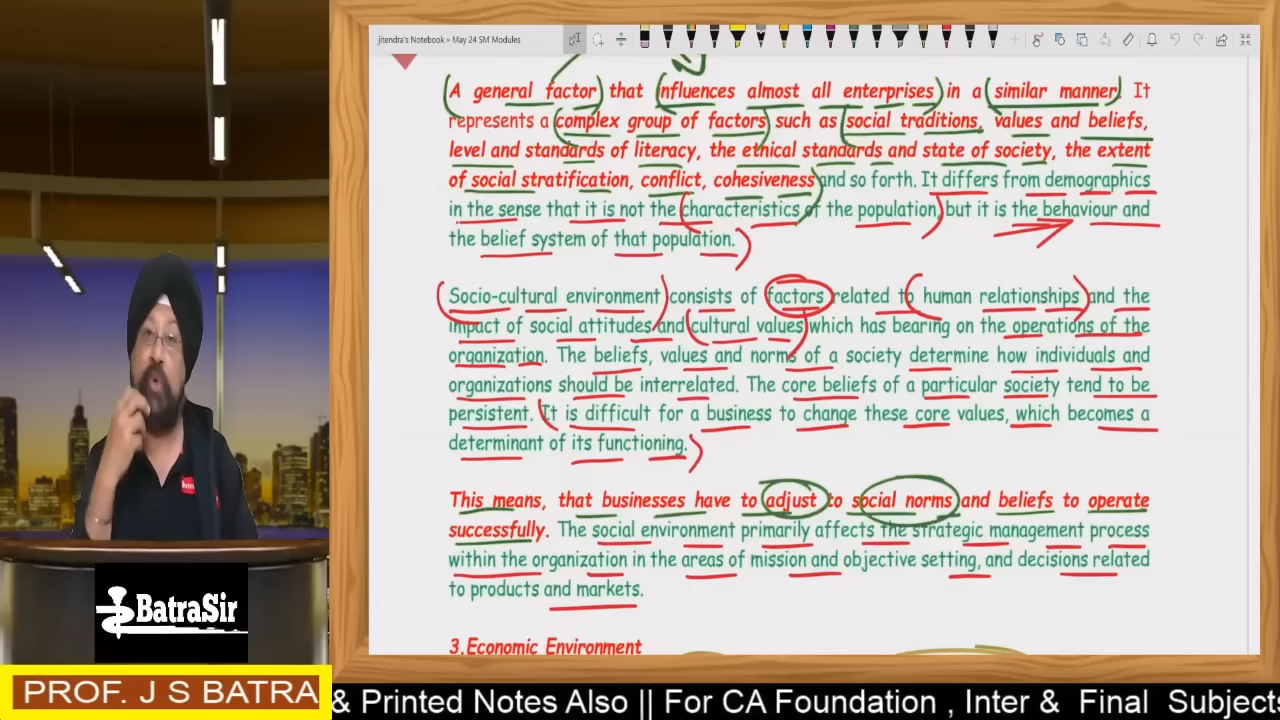 jitendra's Notebook » May 24 SM Modules
A general factor that influences almost all enterprises in a similar manner. It
represents a complex group of factors such as social traditions, values and beliefs,
level and standards of literacy, the ethical standards and state of society, the extent
of social stratification, conflict, cohesiveness and so forth. It differs from demographics
in the sense that it is not the characteristics of the population, but it is the behaviour and
the belief system of that population.
Socio-cultural environment consists of factors related to human relationships and the
impact of social attitudes and cultural values which has bearing on the operations of the
organization. The beliefs, values and norms of a society determine how individuals and
organizations should be interrelated. The core beliefs of a particular society tend to be
persistent. It is difficult for a business to change these core values, which becomes a
determinant of its functioning.
This means, that businesses have to adjust to social norms and beliefs to operate
successfully. The social environment primarily affects the strategic management process
within the organization in the areas of mission and objective setting, and decisions related
to products and markets.
3.Economic Environment
BatraSir
PROF. J S BATRA
& Printed Notes Also || For CA Foundation , Inter & Final Subjects